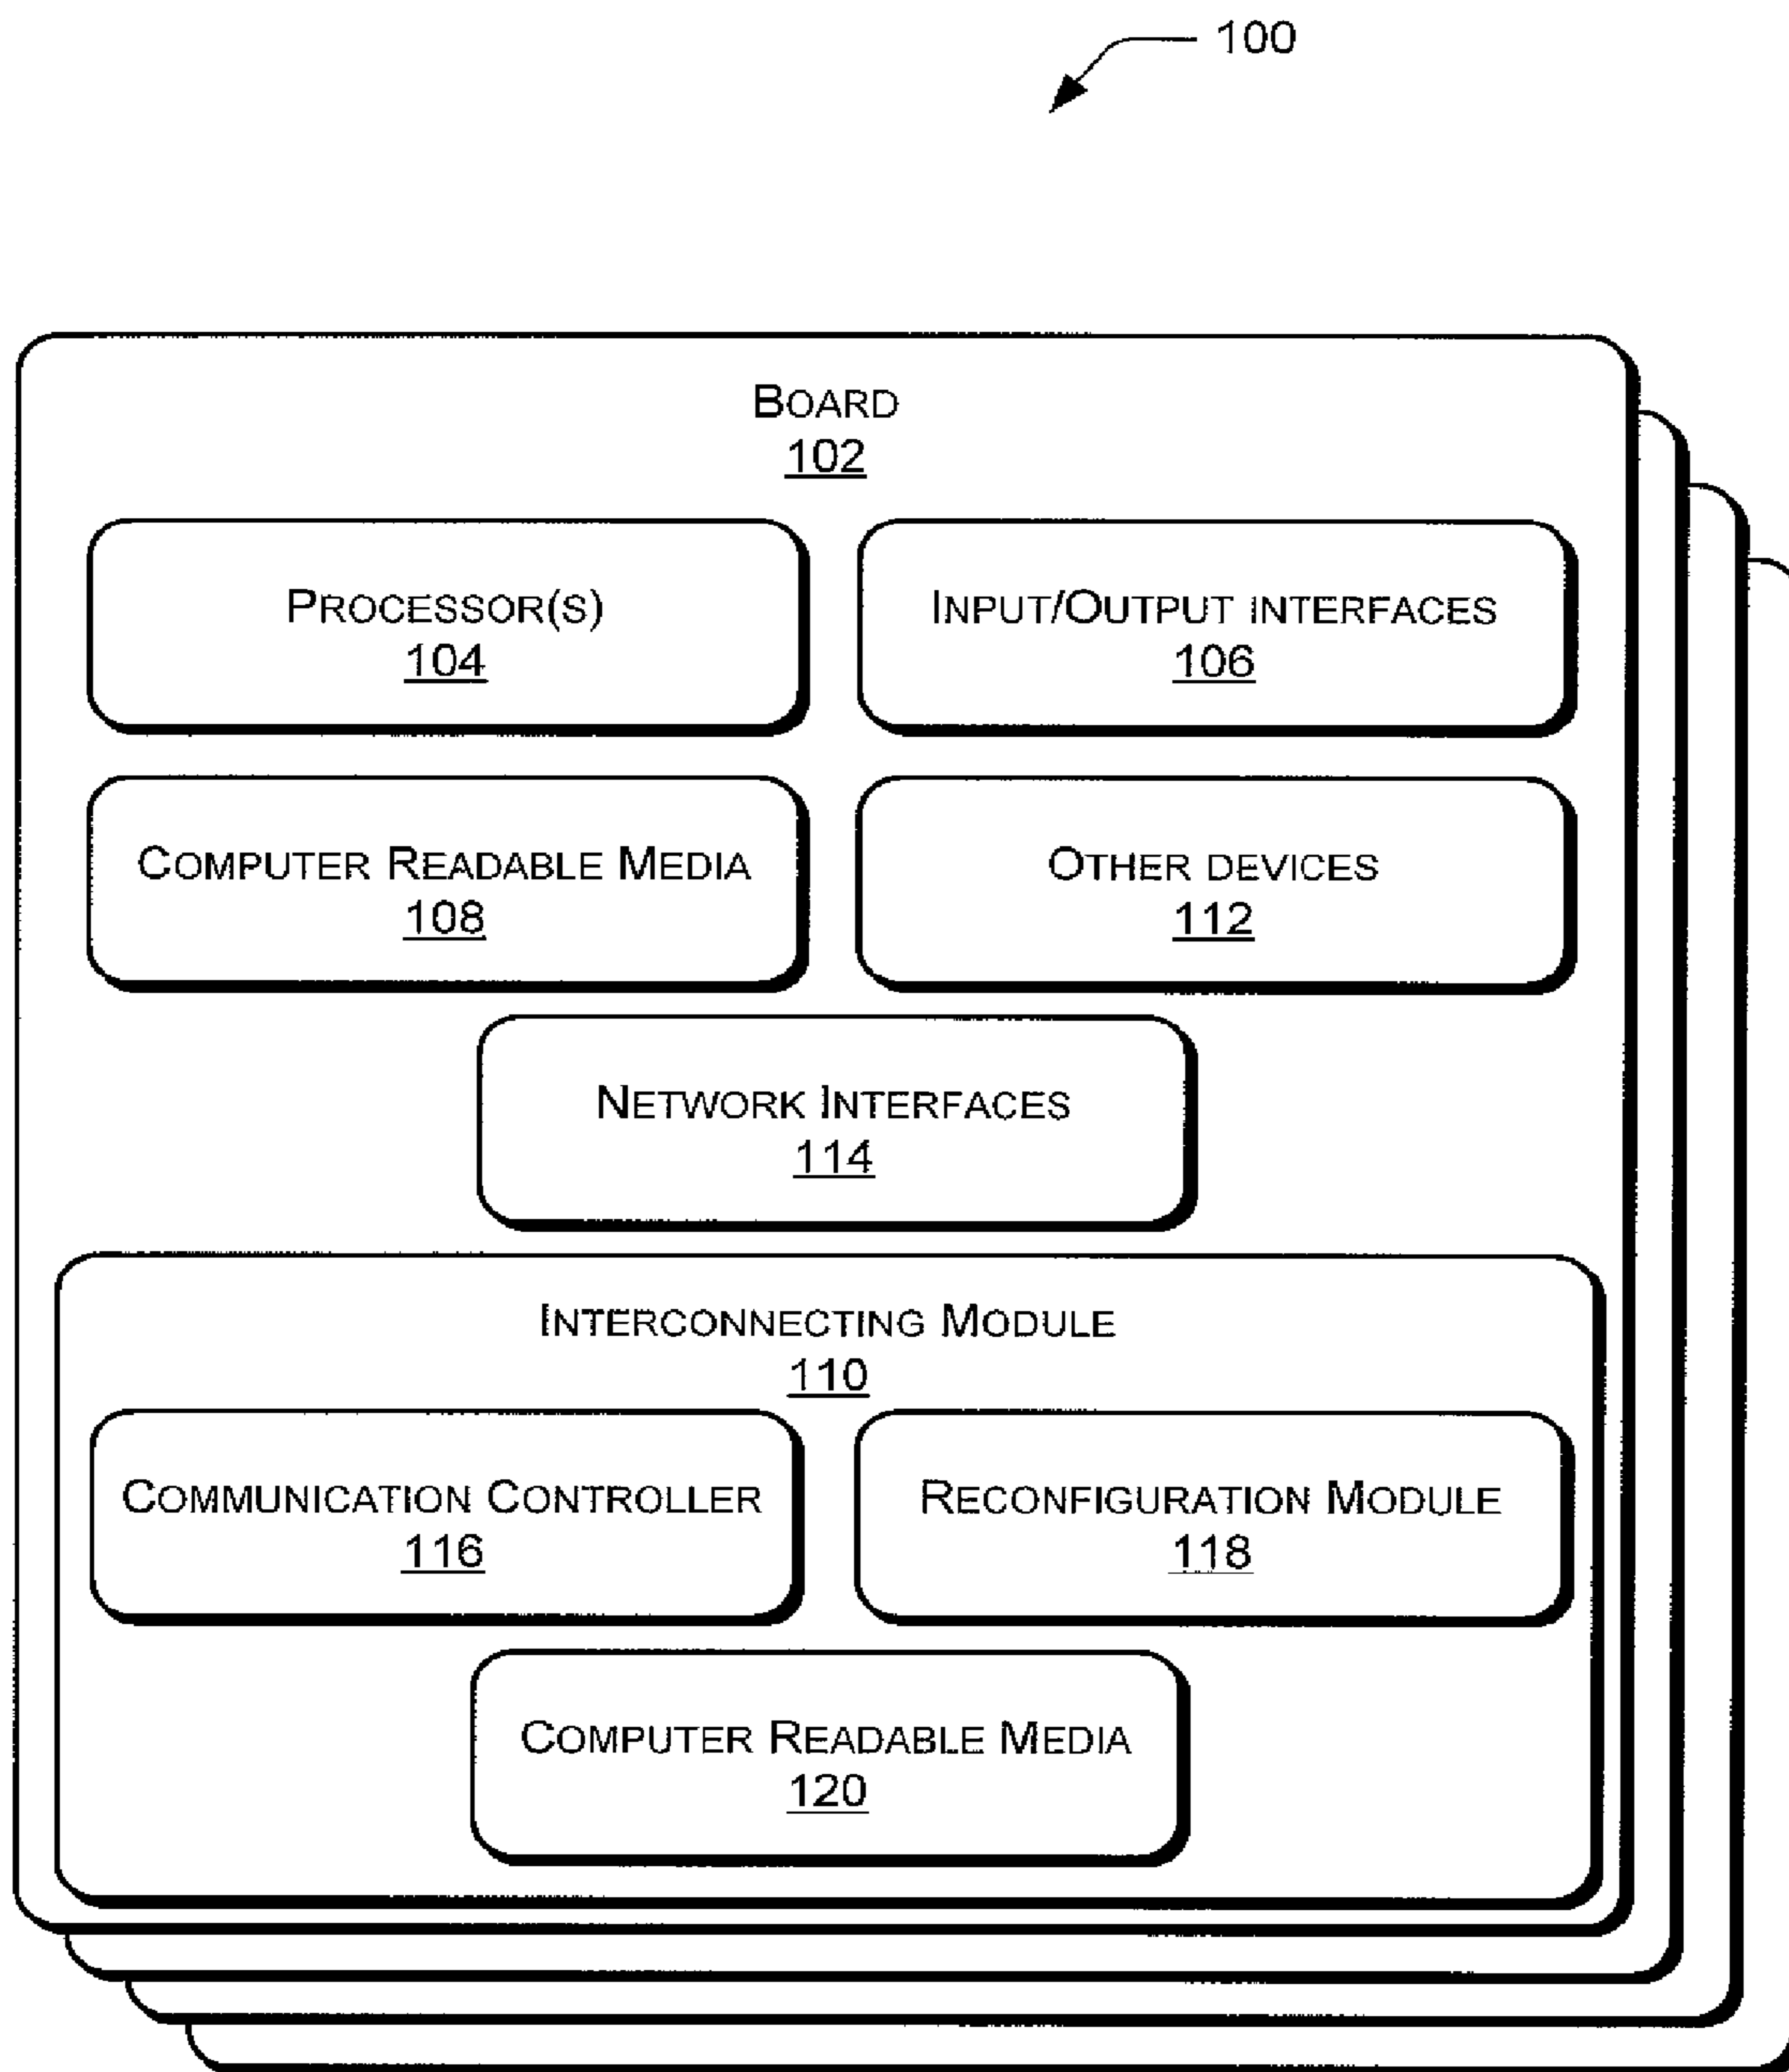 100
BOARD
102
PROCESSOR(S)
104
INPUT/OUTPUT INTERFACES
106
COMPUTER READABLE MEDIA
108
OTHER DEVICES
112
NETWORK INTERFACES
114
INTERCONNECTING MODULE
110
COMMUNICATION CONTROLLER
116
RECONFIGURATION MODULE
118
COMPUTER READABLE MEDIA
120